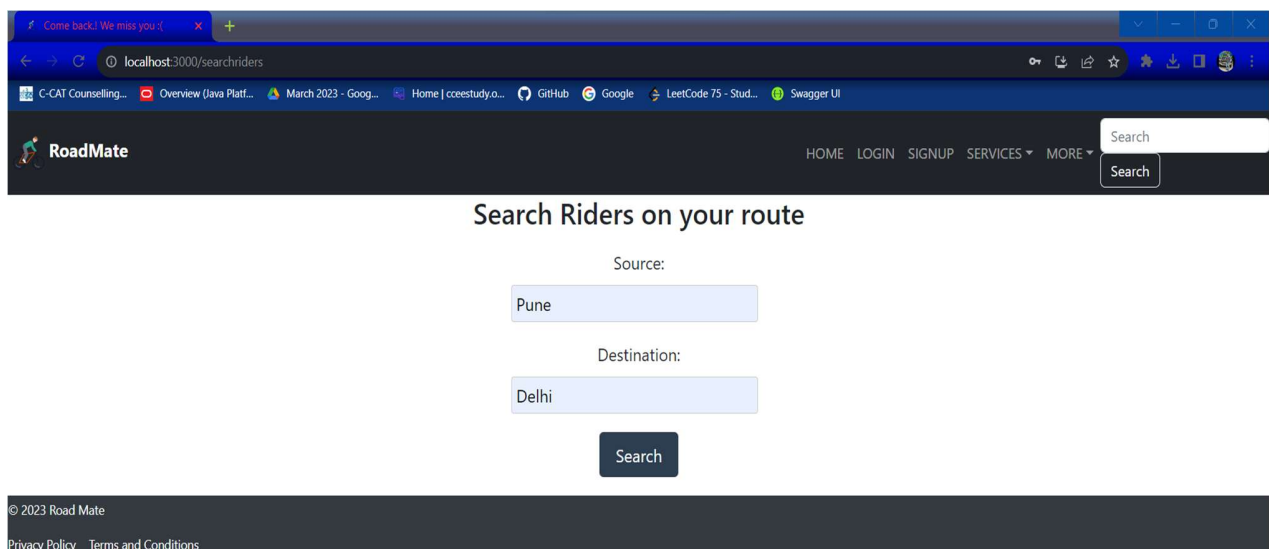 Come back.! We miss you :(
localhost:3000/searchriders
C-CAT Counselling... Overview (Java Platf... March 2023 - Goog... Home | cceestudy.o... GitHub Google LeetCode 75 - Stud... Swagger UI
RoadMate HOME LOGIN SIGNUP SERVICES MORE Search
Search
Search Riders on your route
Source:
Pune
Destination:
Delhi
Search
© 2023 Road Mate
Privacy Policy Terms and Conditions